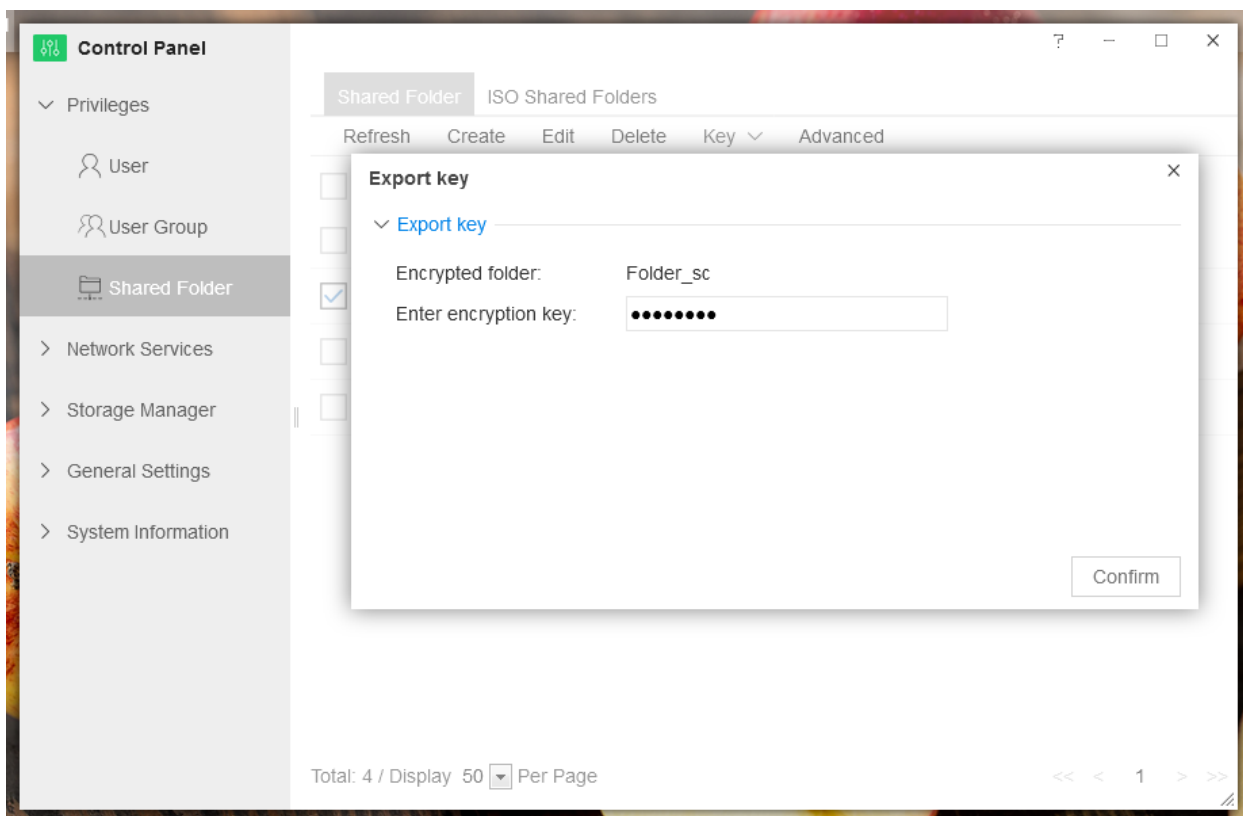 Control Panel
Privileges
User
User Group
Shared Folder
Network Services
Storage Manager
General Settings
System Information
Shared Folder ISO Shared Folders
Refresh Create Edit Delete Key Advanced
Export key
Export key
Encrypted folder: Folder_sc
Enter encryption key: ●●●●●●●●
Confirm
Total: 4 / Display 50 Per Page
<< < 1 > >>